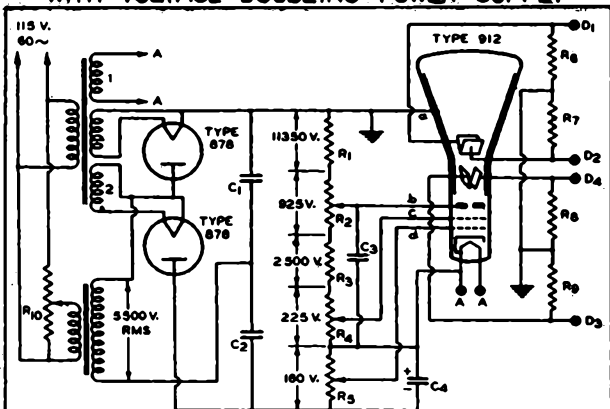 WITH VOLTAGE DOUBLING POWER SUPPLY
115 V.
60~
A
A
1
2
TYPE
878
TYPE
878
R10
5500 V.
RMS
C1
C2
11350 V.
R1
925 V.
R2
2500 V.
R3
225 V.
R4
160 V.
R5
C3
C4
+
-
TYPE 912
a
b
c
d
A A
D1
R6
R7
D2
D4
R8
R9
D3